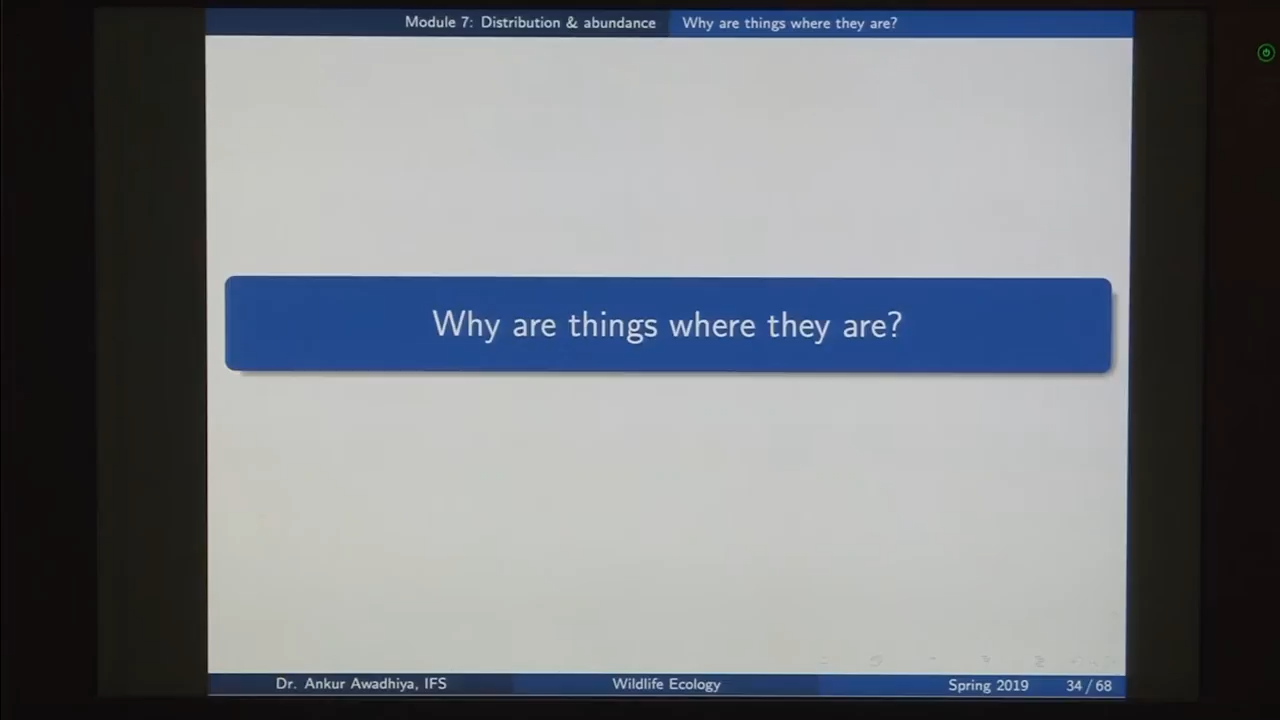 Module 7: Distribution & abundance Why are things where they are?
Why are things where they are?
Dr. Ankur Awadhiya, IFS Wildlife Ecology Spring 2019 34 / 68